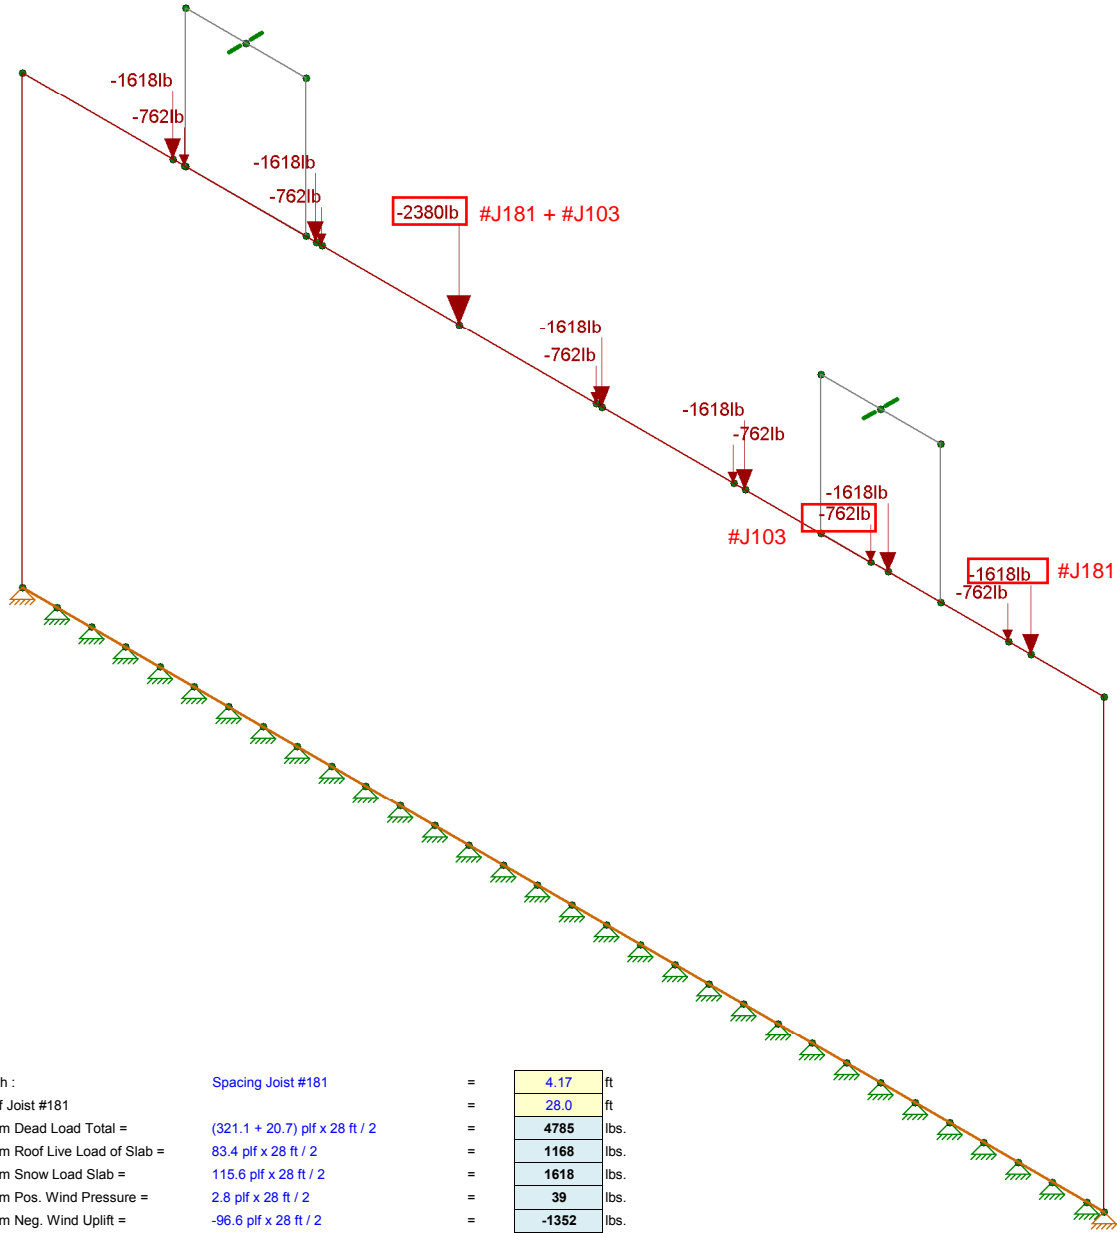 -1618lb
-762lb
-1618lb
-762lb
-2380lb #J181 + #J103
-1618lb
-762lb
-1618lb
-762lb
-1618lb
-762lb
#J103
-1618lb #J181
-762lb
h : Spacing Joist #181 = 4.17 ft
f Joist #181 = 28.0 ft
m Dead Load Total = (321.1 + 20.7) plf x 28 ft / 2 = 4785 lbs.
m Roof Live Load of Slab = 83.4 plf x 28 ft / 2 = 1168 lbs.
m Snow Load Slab = 115.6 plf x 28 ft / 2 = 1618 lbs.
m Pos. Wind Pressure = 2.8 plf x 28 ft / 2 = 39 lbs.
m Neg. Wind Uplift = -96.6 plf x 28 ft / 2 = -1352 lbs.